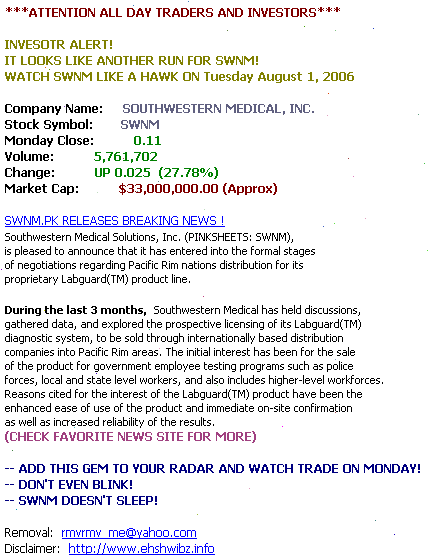 ***ATTENTION ALL DAY TRADERS AND INVESTORS***
INVESOTR ALERT!
IT LOOKS LIKE ANOTHER RUN FOR SWNM!
WATCH SWNM LIKE A HAWK ON Tuesday August 1, 2006
Company Name: SOUTHWESTERN MEDICAL, INC.
Stock Symbol: SWNM
Monday Close: 0.11
Volume: 5,761,702
Change: UP 0.025 (27.78%)
Market Cap: $33,000,000.00 (Approx)
SWNM.PK RELEASES BREAKING NEWS !
Southwestern Medical Solutions, Inc. (PINKSHEETS: SWNM),
is pleased to announce that it has entered into the formal stages
of negotiations regarding Pacific Rim nations distribution for its
proprietary Labguard(TM) product line.
During the last 3 months, Southwestern Medical has held discussions,
gathered data, and explored the prospective licensing of its Labguard(TM)
diagnostic system, to be sold through internationally based distribution
companies into Pacific Rim areas. The initial interest has been for the sale
of the product for government employee testing programs such as police
forces, local and state level workers, and also includes higher-level workforces.
Reasons cited for the interest of the Labguard(TM) product have been the
enhanced ease of use of the product and immediate on-site confirmation
as well as increased reliability of the results.
(CHECK FAVORITE NEWS SITE FOR MORE)
-- ADD THIS GEM TO YOUR RADAR AND WATCH TRADE ON MONDAY!
-- DON'T EVEN BLINK!
-- SWNM DOESN'T SLEEP!
Removal: rmvrmv_me@yahoo.com
Disclaimer: http://www.ehshwibz.info